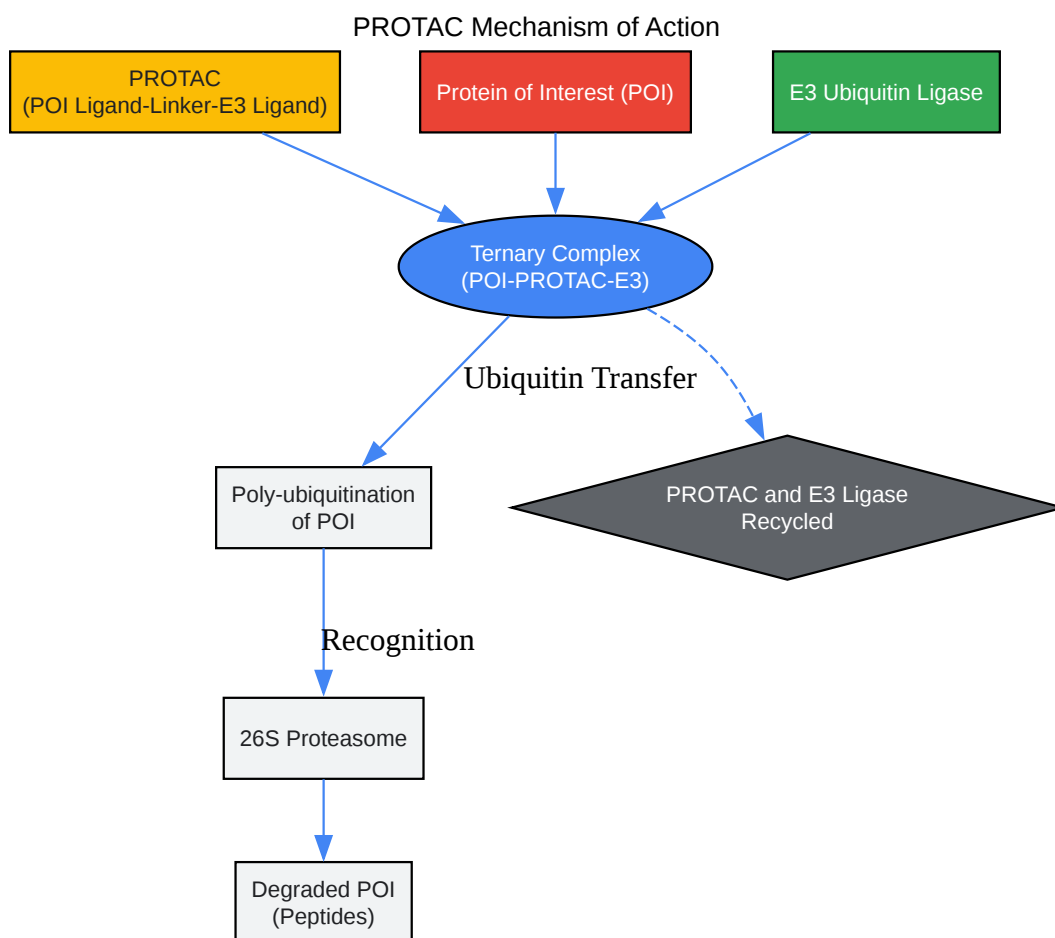 PROTAC Mechanism of Action
PROTAC
(POI Ligand-Linker-E3 Ligand)
Protein of Interest (POI)
E3 Ubiquitin Ligase
Ternary Complex
(POI-PROTAC-E3)
Ubiquitin Transfer
Poly-ubiquitination
of POI
PROTAC and E3 Ligase
Recycled
Recognition
26S Proteasome
Degraded POI
(Peptides)